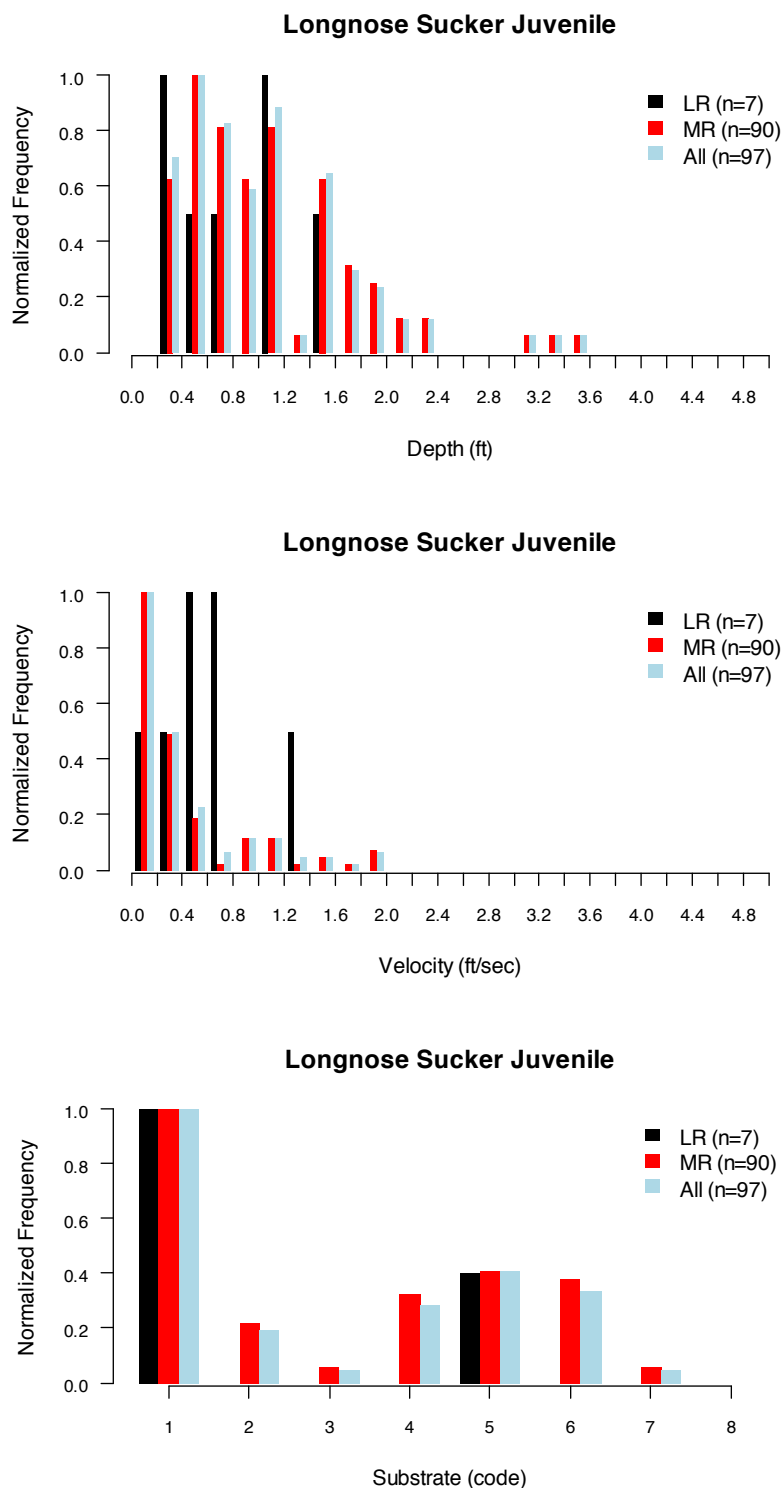 Longnose Sucker Juvenile
1.0
0.8
0.6
0.4
0.2
0.0
Normalized Frequency
LR (n=7)
MR (n=90)
All (n=97)
0.0 0.4 0.8 1.2 1.6 2.0 2.4 2.8 3.2 3.6 4.0 4.4 4.8
Depth (ft)
Longnose Sucker Juvenile
1.0
0.8
0.6
0.4
0.2
0.0
Normalized Frequency
LR (n=7)
MR (n=90)
All (n=97)
0.0 0.4 0.8 1.2 1.6 2.0 2.4 2.8 3.2 3.6 4.0 4.4 4.8
Velocity (ft/sec)
Longnose Sucker Juvenile
1.0
0.8
0.6
0.4
0.2
0.0
Normalized Frequency
LR (n=7)
MR (n=90)
All (n=97)
1 2 3 4 5 6 7 8
Substrate (code)